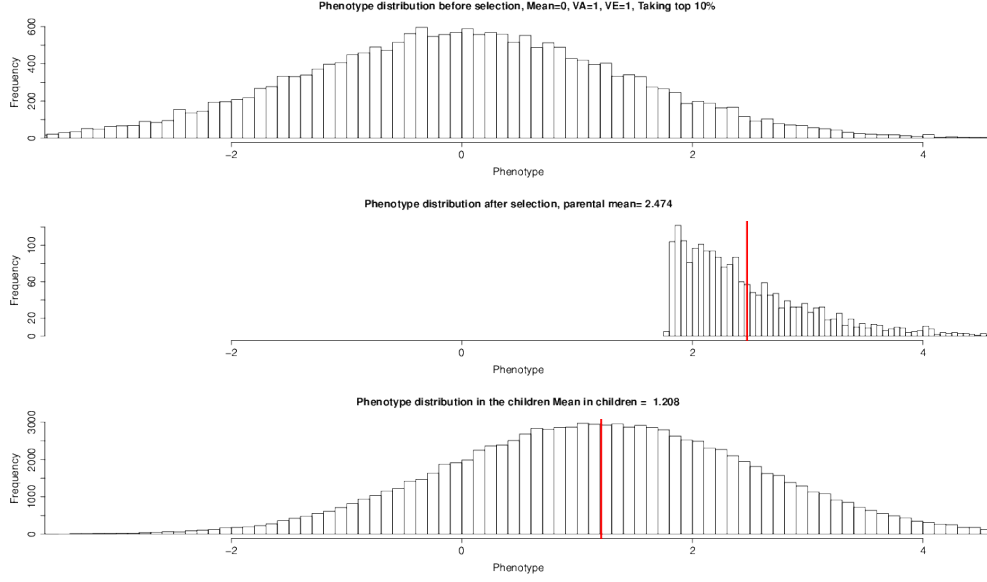 Phenotype distribution before selection, Mean=0, VA=1, VE=1, Taking top 10%
Frequency
0 200 400 600
−2 0 2 4
Phenotype
Phenotype distribution after selection, parental mean= 2.474
Frequency
0 20 60 100
−2 0 2 4
Phenotype
Phenotype distribution in the children Mean in children = 1.208
Frequency
0 1000 2000 3000
−2 0 2 4
Phenotype